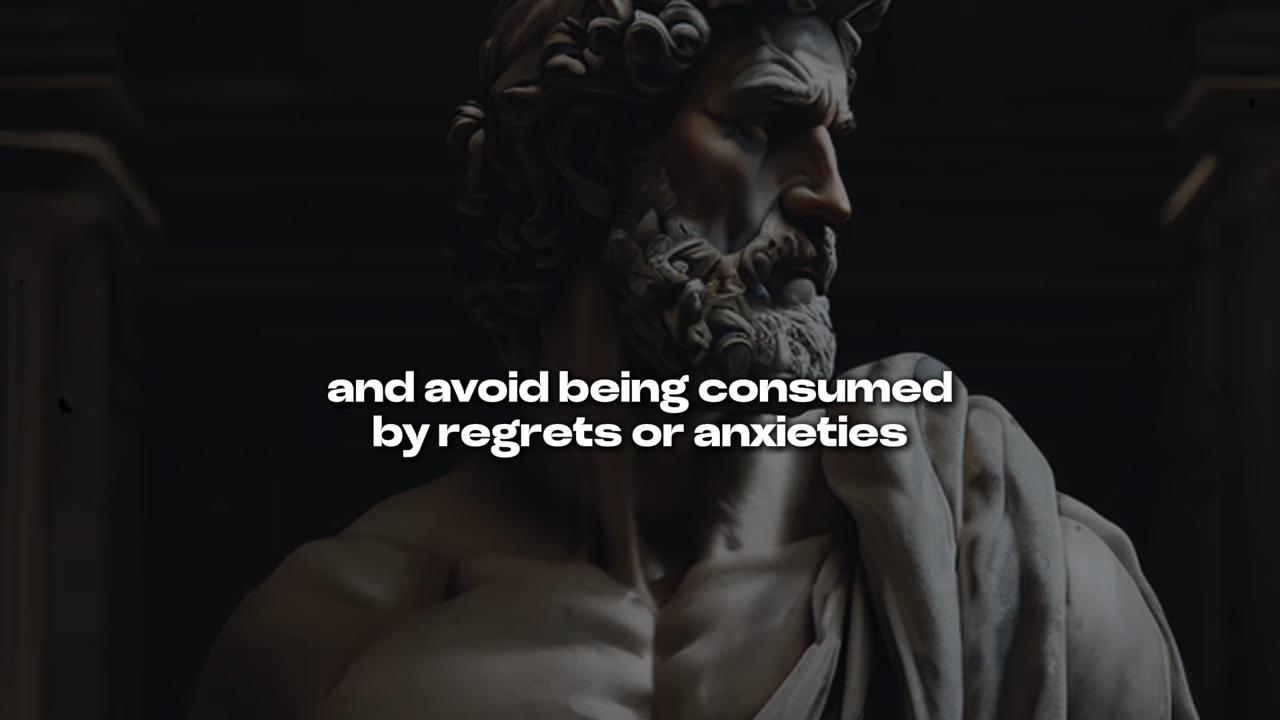 and avoid being consumed
by regrets or anxieties